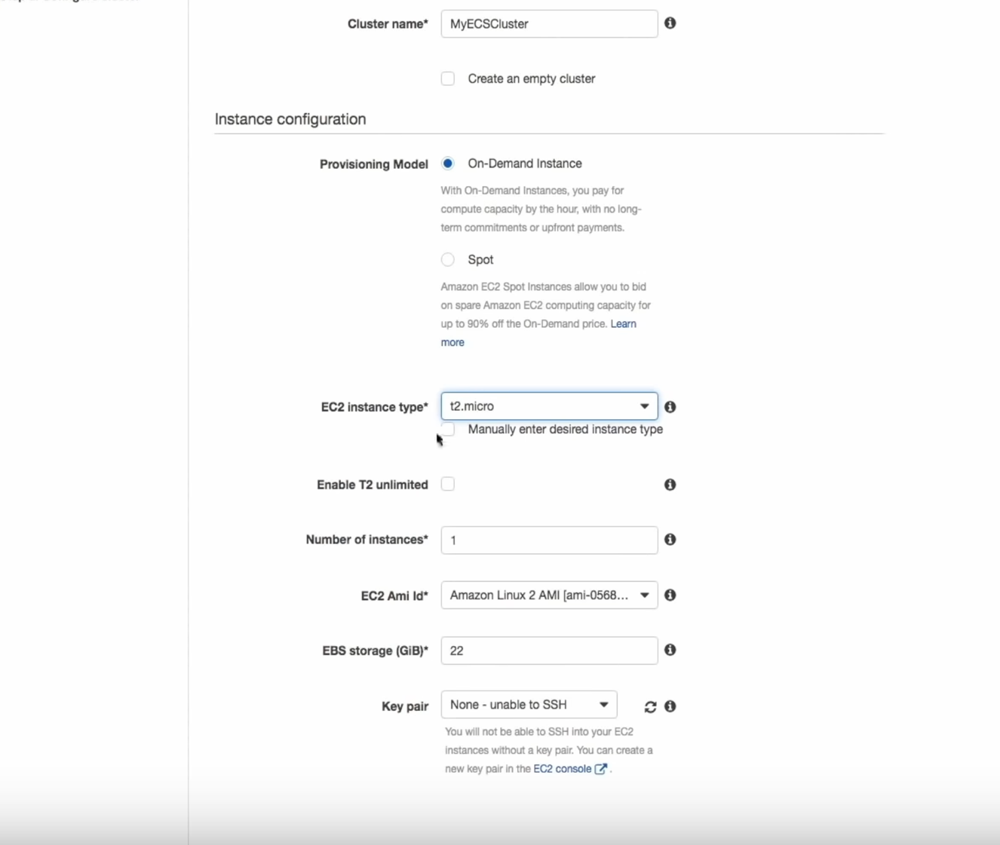 Cluster name* MyECSCluster
Create an empty cluster
Instance configuration
Provisioning Model On-Demand Instance
With On-Demand Instances, you pay for
compute capacity by the hour, with no long-
term commitments or upfront payments.
Spot
Amazon EC2 Spot Instances allow you to bid
on spare Amazon EC2 computing capacity for
up to 90% off the On-Demand price. Learn
more
EC2 instance type* t2.micro
Manually enter desired instance type
Enable T2 unlimited
Number of instances* 1
EC2 Ami Id* Amazon Linux 2 AMI [ami-0568...
EBS storage (GiB)* 22
Key pair None - unable to SSH
You will not be able to SSH into your EC2
instances without a key pair. You can create a
new key pair in the EC2 console .